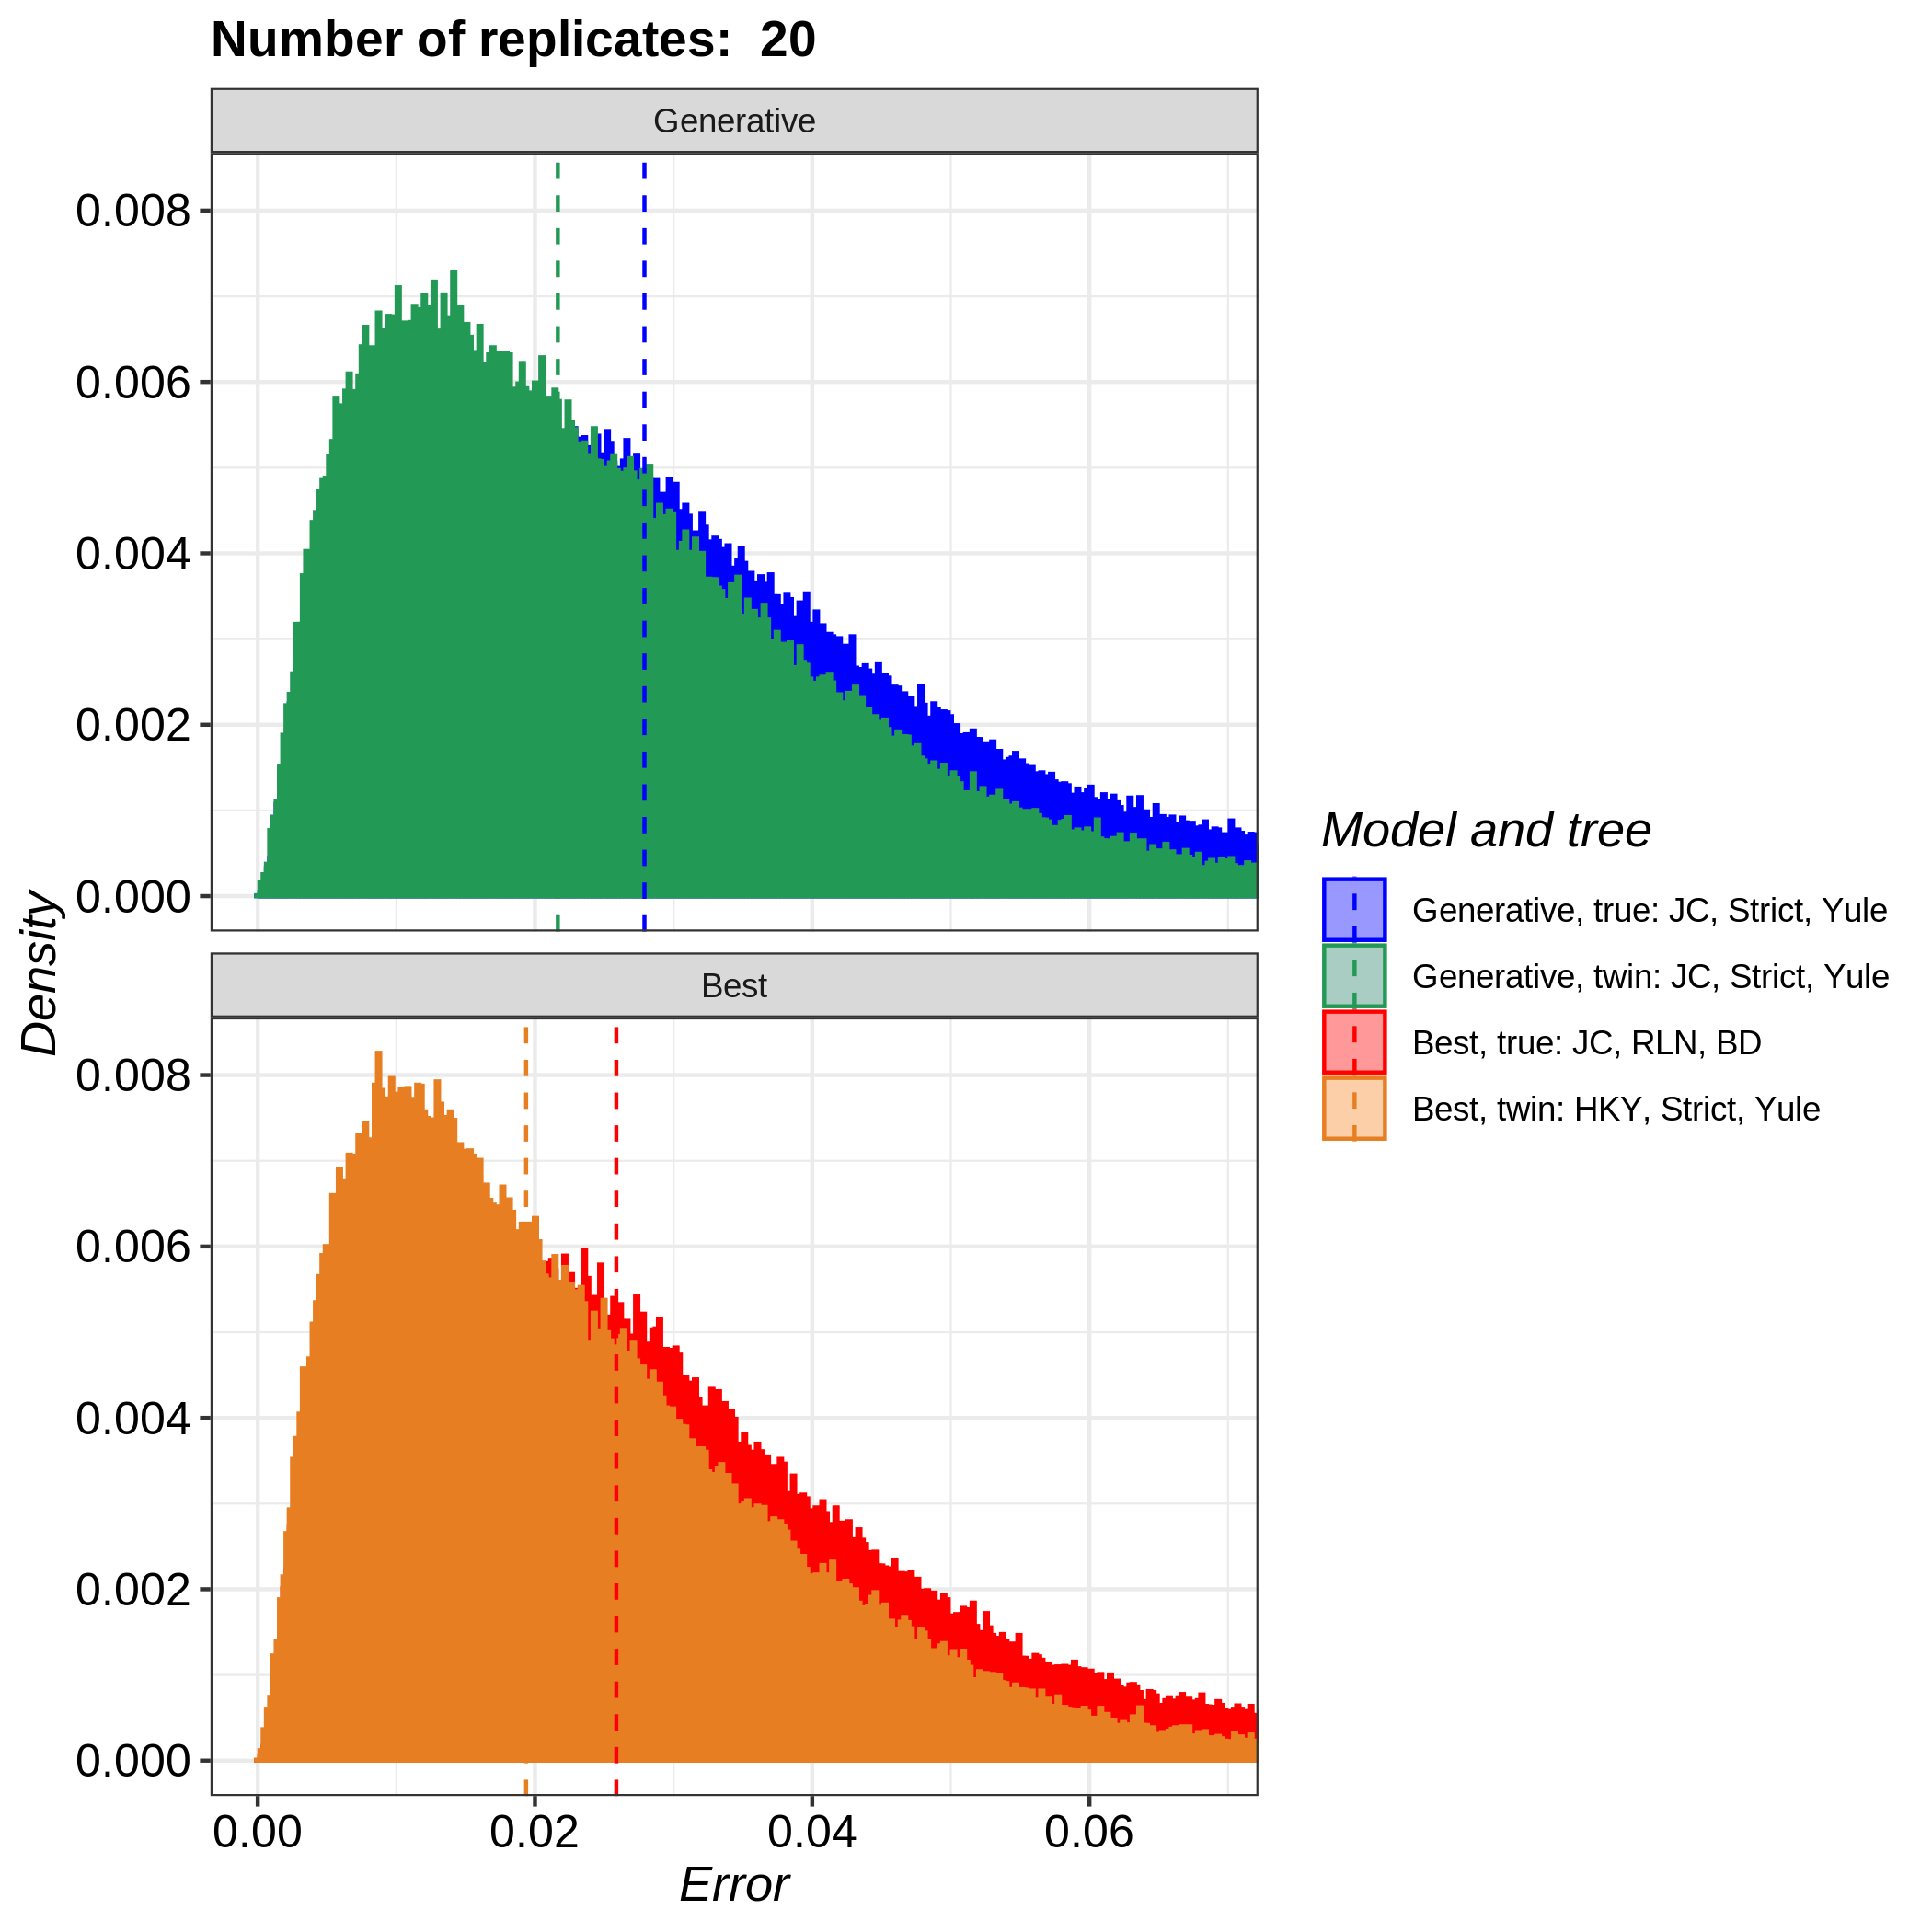 Number of replicates:  20
Generative
0.008
0.006
0.004
0.002
0.000
Density
Best
0.008
0.006
0.004
0.002
0.000
0.00 0.02 0.04 0.06
Error
Model and tree
Generative, true: JC, Strict, Yule
Generative, twin: JC, Strict, Yule
Best, true: JC, RLN, BD
Best, twin: HKY, Strict, Yule